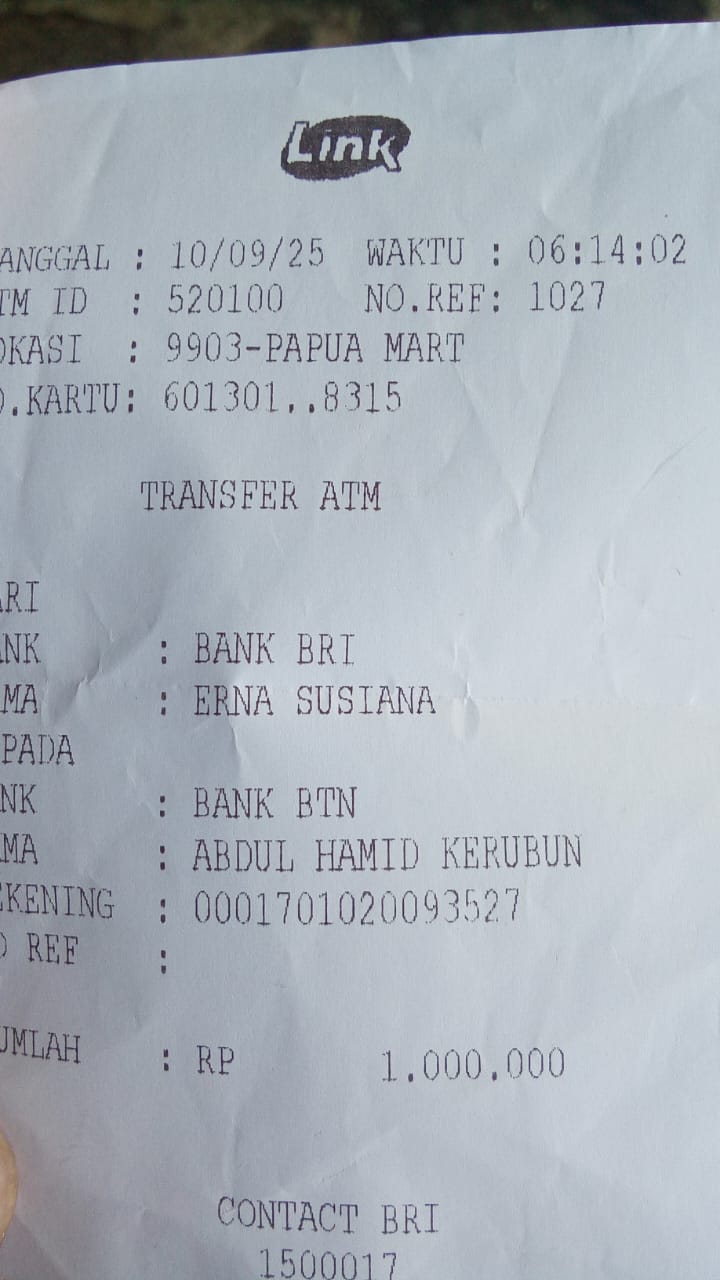 Link
ANGGAL : 10/09/25 WAKTU : 06:14:02
TM ID : 520100 NO.REF: 1027
OKASI : 9903-PAPUA MART
O.KARTU: 601301..8315
TRANSFER ATM
ARI
ANK : BANK BRI
MA : ERNA SUSIANA
PADA
NK : BANK BTN
MA : ABDUL HAMID KERUBUN
EKENING : 0001701020093527
O REF :
UMLAH : RP 1.000.000
CONTACT BRI
1500017